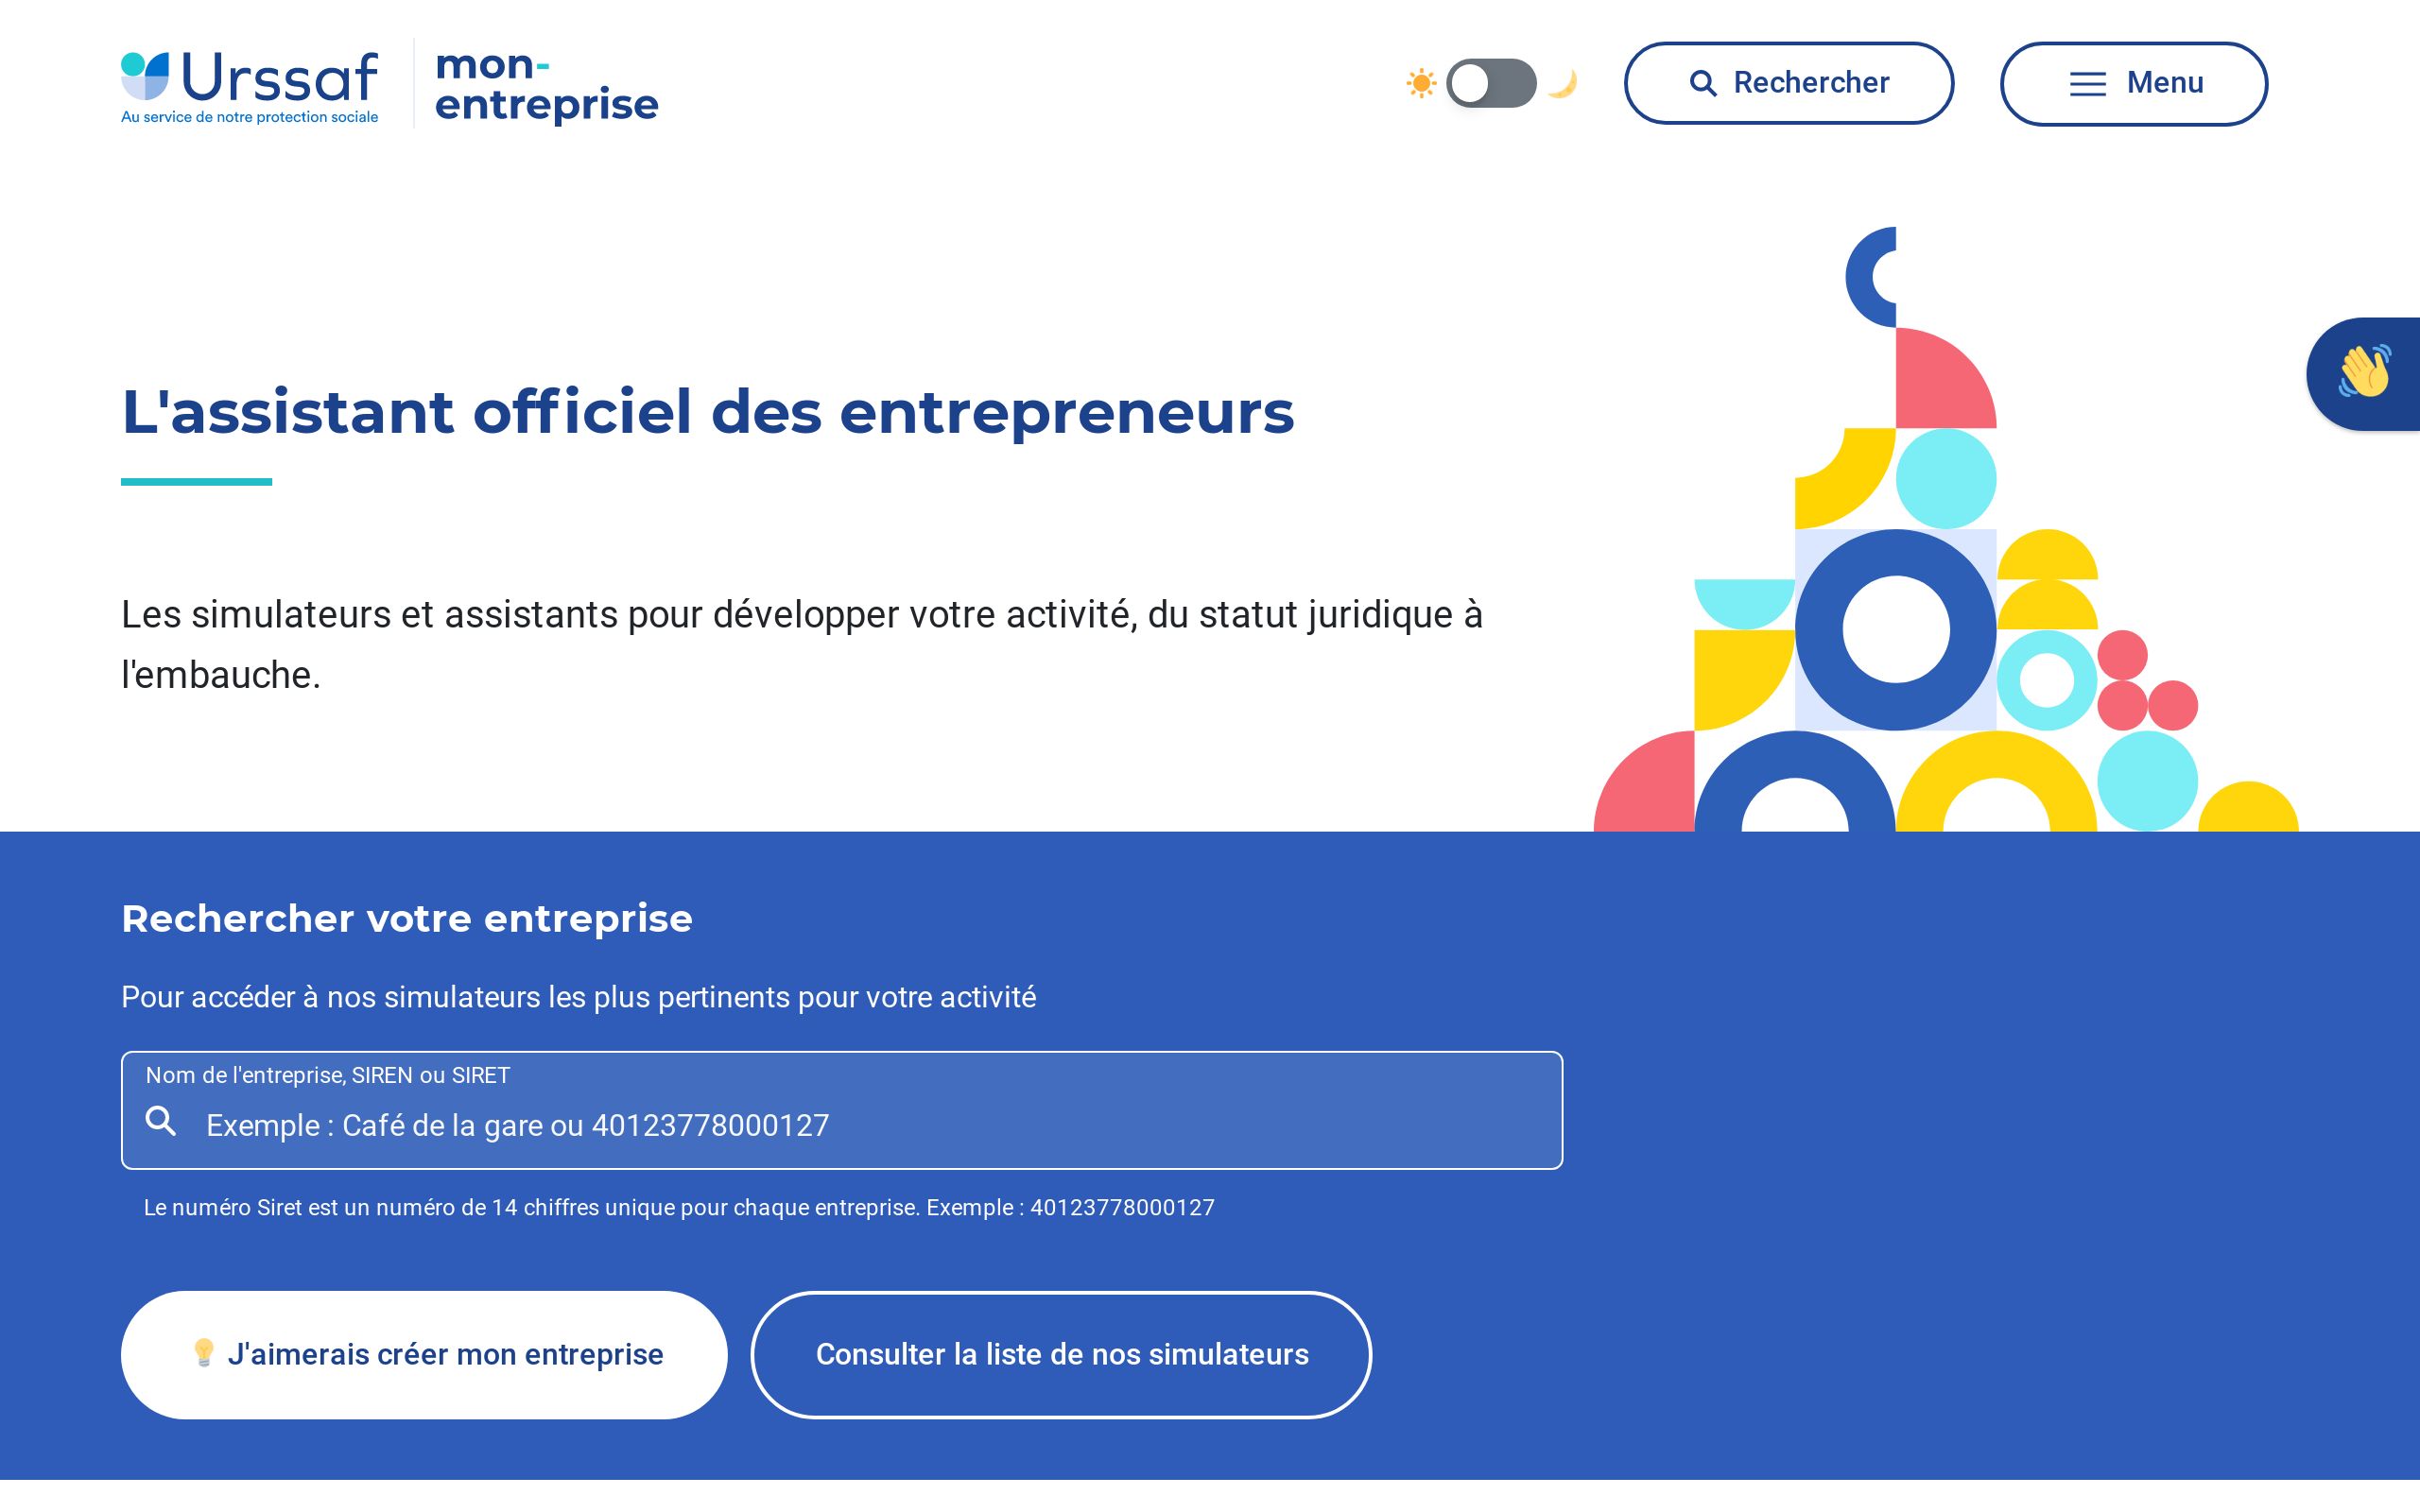 Urssaf
Au service de notre protection sociale
mon-
entreprise
Rechercher
Menu
L'assistant officiel des entrepreneurs
Les simulateurs et assistants pour développer votre activité, du statut juridique à
l'embauche.
Rechercher votre entreprise
Pour accéder à nos simulateurs les plus pertinents pour votre activité
Nom de l'entreprise, SIREN ou SIRET
Exemple : Café de la gare ou 40123778000127
Le numéro Siret est un numéro de 14 chiffres unique pour chaque entreprise. Exemple : 40123778000127
J'aimerais créer mon entreprise
Consulter la liste de nos simulateurs